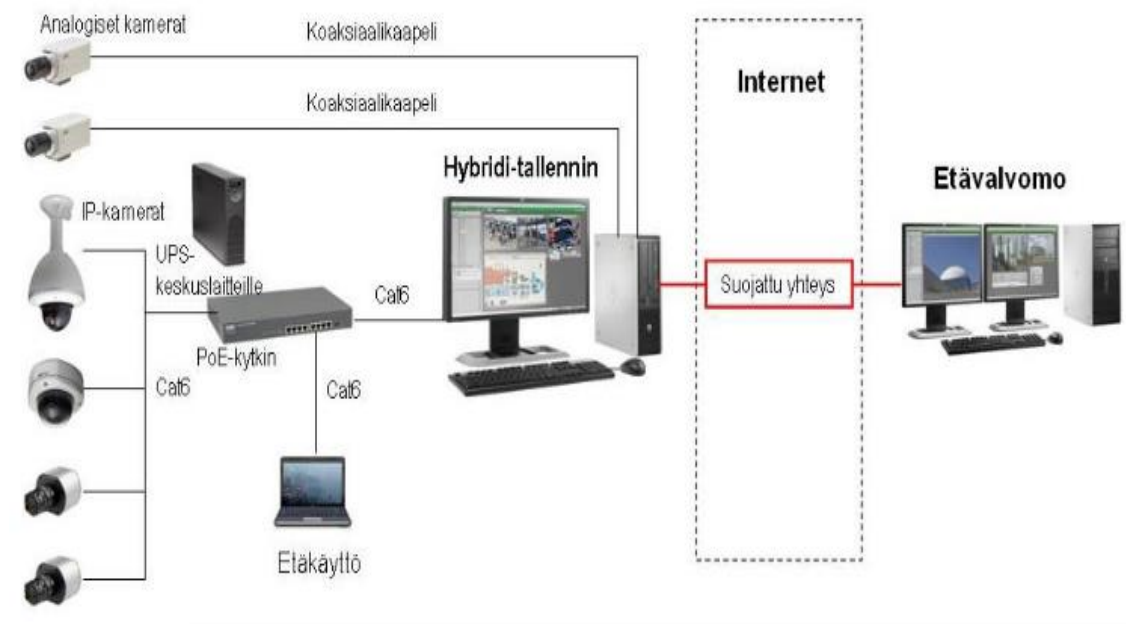 Analogiset kamerat
Koaksiaalikaapeli
Koaksiaalikaapeli
Internet
Hybridi-tallennin
Etävalvomo
IP-kamerat
UPS-
keskuslaitteille
Cat6
Suojattu yhteys
PoE-kytkin
Cat6
Cat6
Etäkäyttö